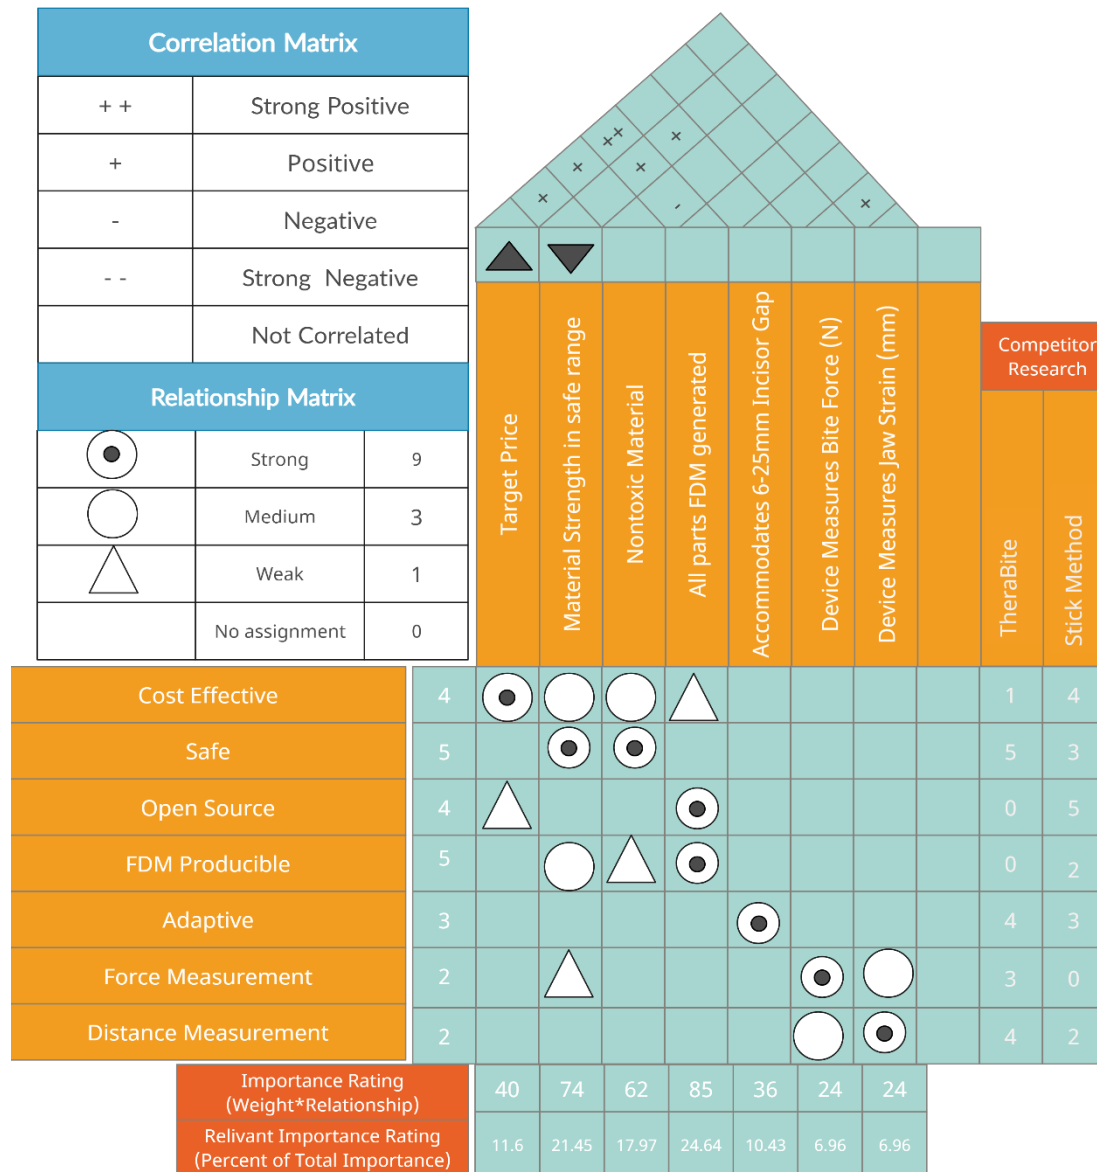 Correlation Matrix
+ + Strong Positive
+ Positive
- Negative
- - Strong Negative
Not Correlated
Relationship Matrix
Strong 9
Medium 3
Weak 1
No assignment 0
+
+
+ +
+
+
-
+
Target Price
Material Strength in safe range
Nontoxic Material
All parts FDM generated
Accommodates 6-25mm Incisor Gap
Device Measures Bite Force (N)
Device Measures Jaw Strain (mm)
Competitor
Research
TheraBite
Stick Method
Cost Effective 4 1 4
Safe 5 5 3
Open Source 4 0 5
FDM Producible 5 0 2
Adaptive 3 4 3
Force Measurement 2 3 0
Distance Measurement 2 4 2
Importance Rating
(Weight*Relationship)
40 74 62 85 36 24 24
Relivant Importance Rating
(Percent of Total Importance)
11.6 21.45 17.97 24.64 10.43 6.96 6.96